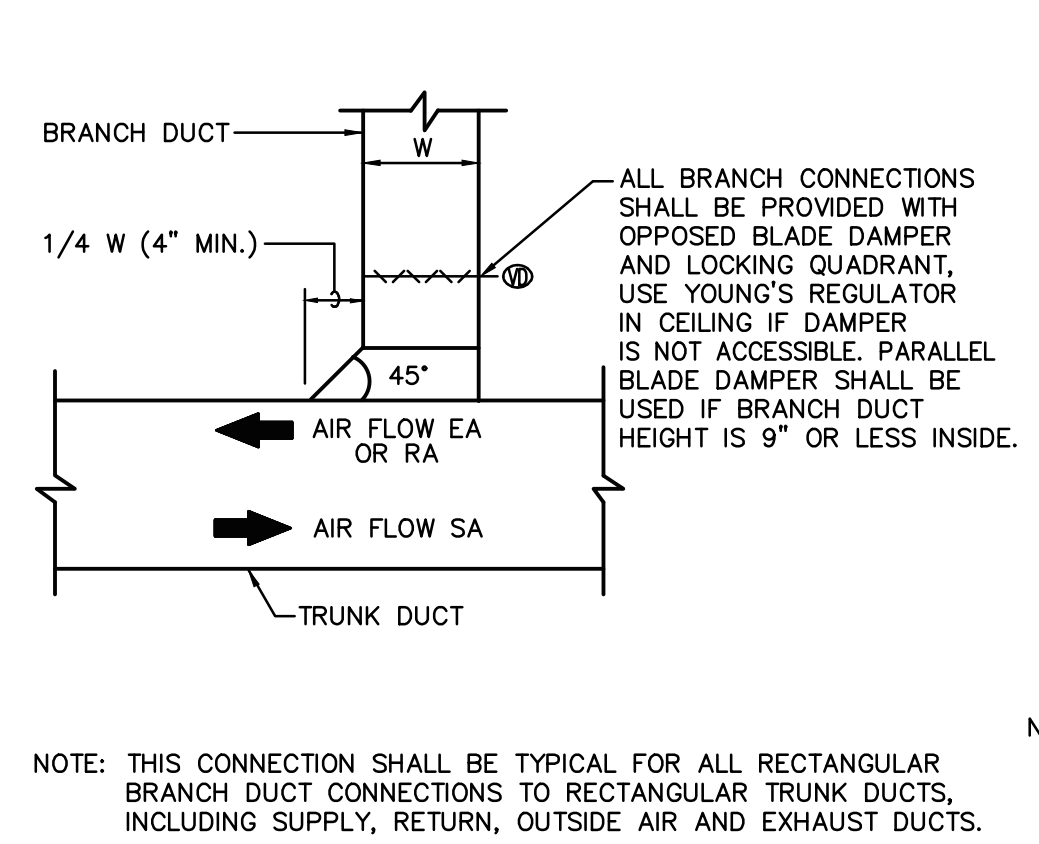 BRANCH DUCT
W
1/4 W (4" MIN.)
VD
ALL BRANCH CONNECTIONS
SHALL BE PROVIDED WITH
OPPOSED BLADE DAMPER
AND LOCKING QUADRANT,
USE YOUNG'S REGULATOR
IN CEILING IF DAMPER
IS NOT ACCESSIBLE. PARALLEL
BLADE DAMPER SHALL BE
USED IF BRANCH DUCT
HEIGHT IS 9" OR LESS INSIDE.
45°
AIR FLOW EA
OR RA
AIR FLOW SA
TRUNK DUCT
N
NOTE: THIS CONNECTION SHALL BE TYPICAL FOR ALL RECTANGULAR
BRANCH DUCT CONNECTIONS TO RECTANGULAR TRUNK DUCTS,
INCLUDING SUPPLY, RETURN, OUTSIDE AIR AND EXHAUST DUCTS.